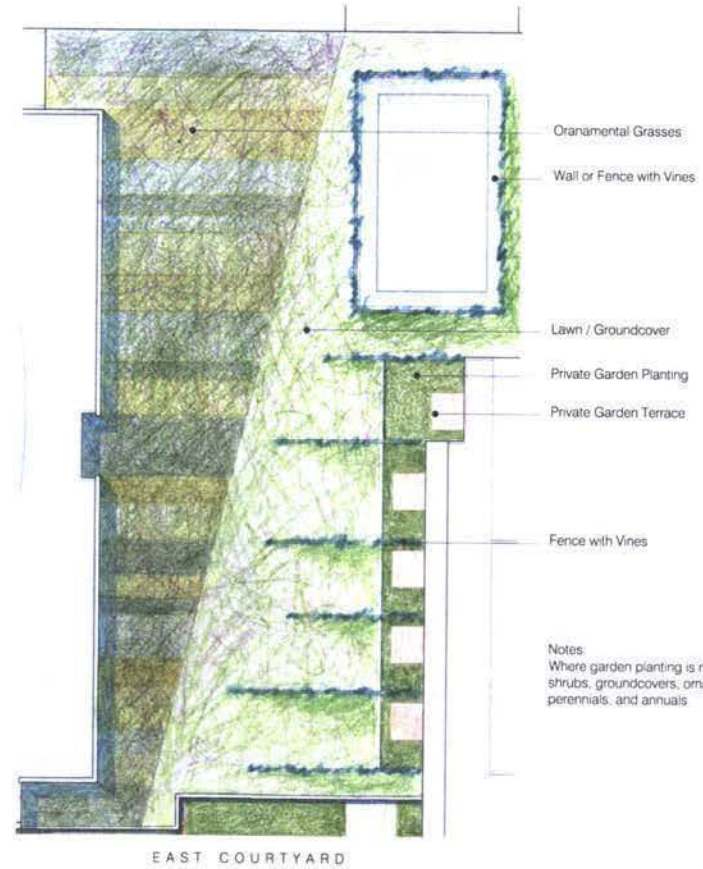 Oranamental Grasses
Wall or Fence with Vines
Lawn / Groundcover
Private Garden Planting
Private Garden Terrace
Fence with Vines
Notes:
Where garden planting is
shrubs, groundcovers,
perennials, and annuals
EAST COURTYARD